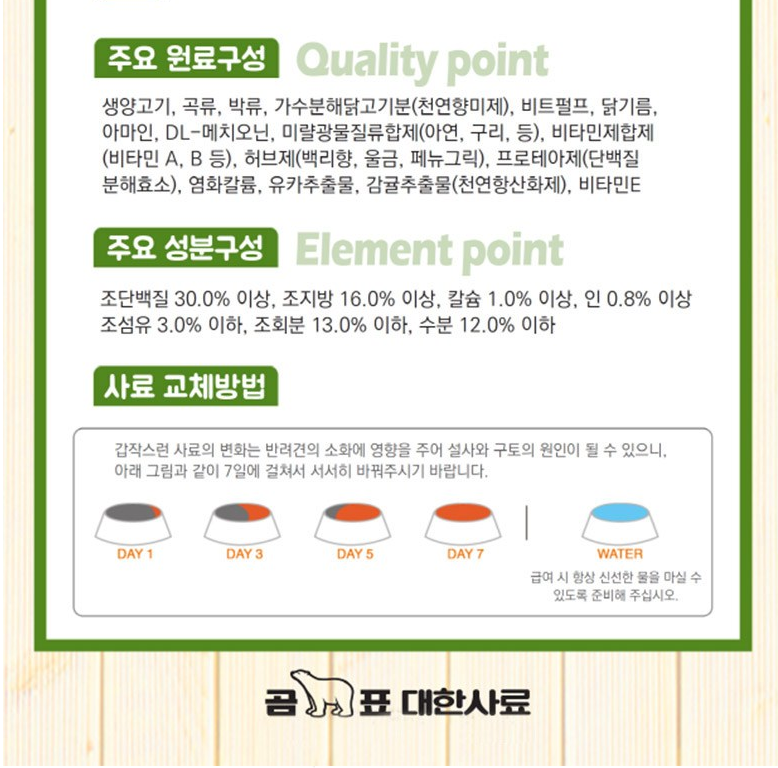 주요 원료구성 Quality point
생양고기, 곡류, 박류, 가수분해닭고기분(천연향미제), 비트펄프, 닭기름,
아마인, DL-메치오닌, 미량광물질류합제(아연, 구리, 등), 비타민제합제
(비타민 A, B 등), 허브제(백리향, 울금, 페뉴그릭), 프로테아제(단백질
분해효소), 염화칼륨, 유카추출물, 감귤추출물(천연항산화제), 비타민E
주요 성분구성 Element point
조단백질 30.0% 이상, 조지방 16.0% 이상, 칼슘 1.0% 이상, 인 0.8% 이상
조섬유 3.0% 이하, 조회분 13.0% 이하, 수분 12.0% 이하
사료 교체방법
갑작스런 사료의 변화는 반려견의 소화에 영향을 주어 설사와 구토의 원인이 될 수 있으니,
아래 그림과 같이 7일에 걸쳐서 서서히 바꿔주시기 바랍니다.
DAY 1 DAY 3 DAY 5 DAY 7 WATER
급여 시 항상 신선한 물을 마실 수
있도록 준비해 주십시오.
곰표 대한사료